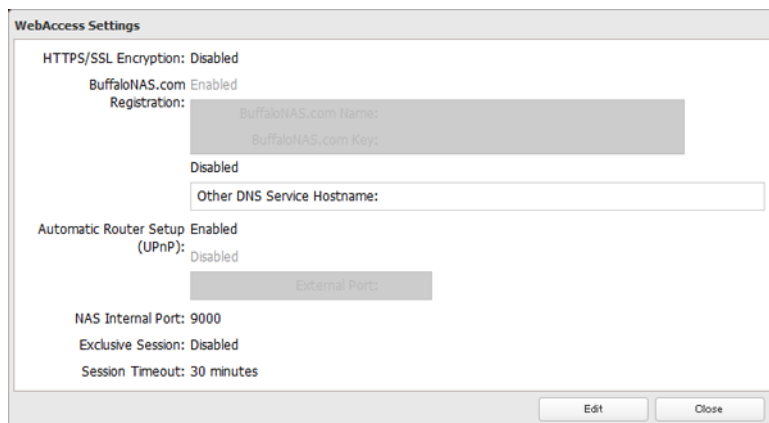 WebAccess Settings
HTTPS/SSL Encryption: Disabled
BuffaloNAS.com Enabled
Registration:
BuffaloNAS.com Name:
BuffaloNAS.com Key:
Disabled
Other DNS Service Hostname:
Automatic Router Setup Enabled
(UPnP):
Disabled
External Port:
NAS Internal Port: 9000
Exclusive Session: Disabled
Session Timeout: 30 minutes
Edit Close